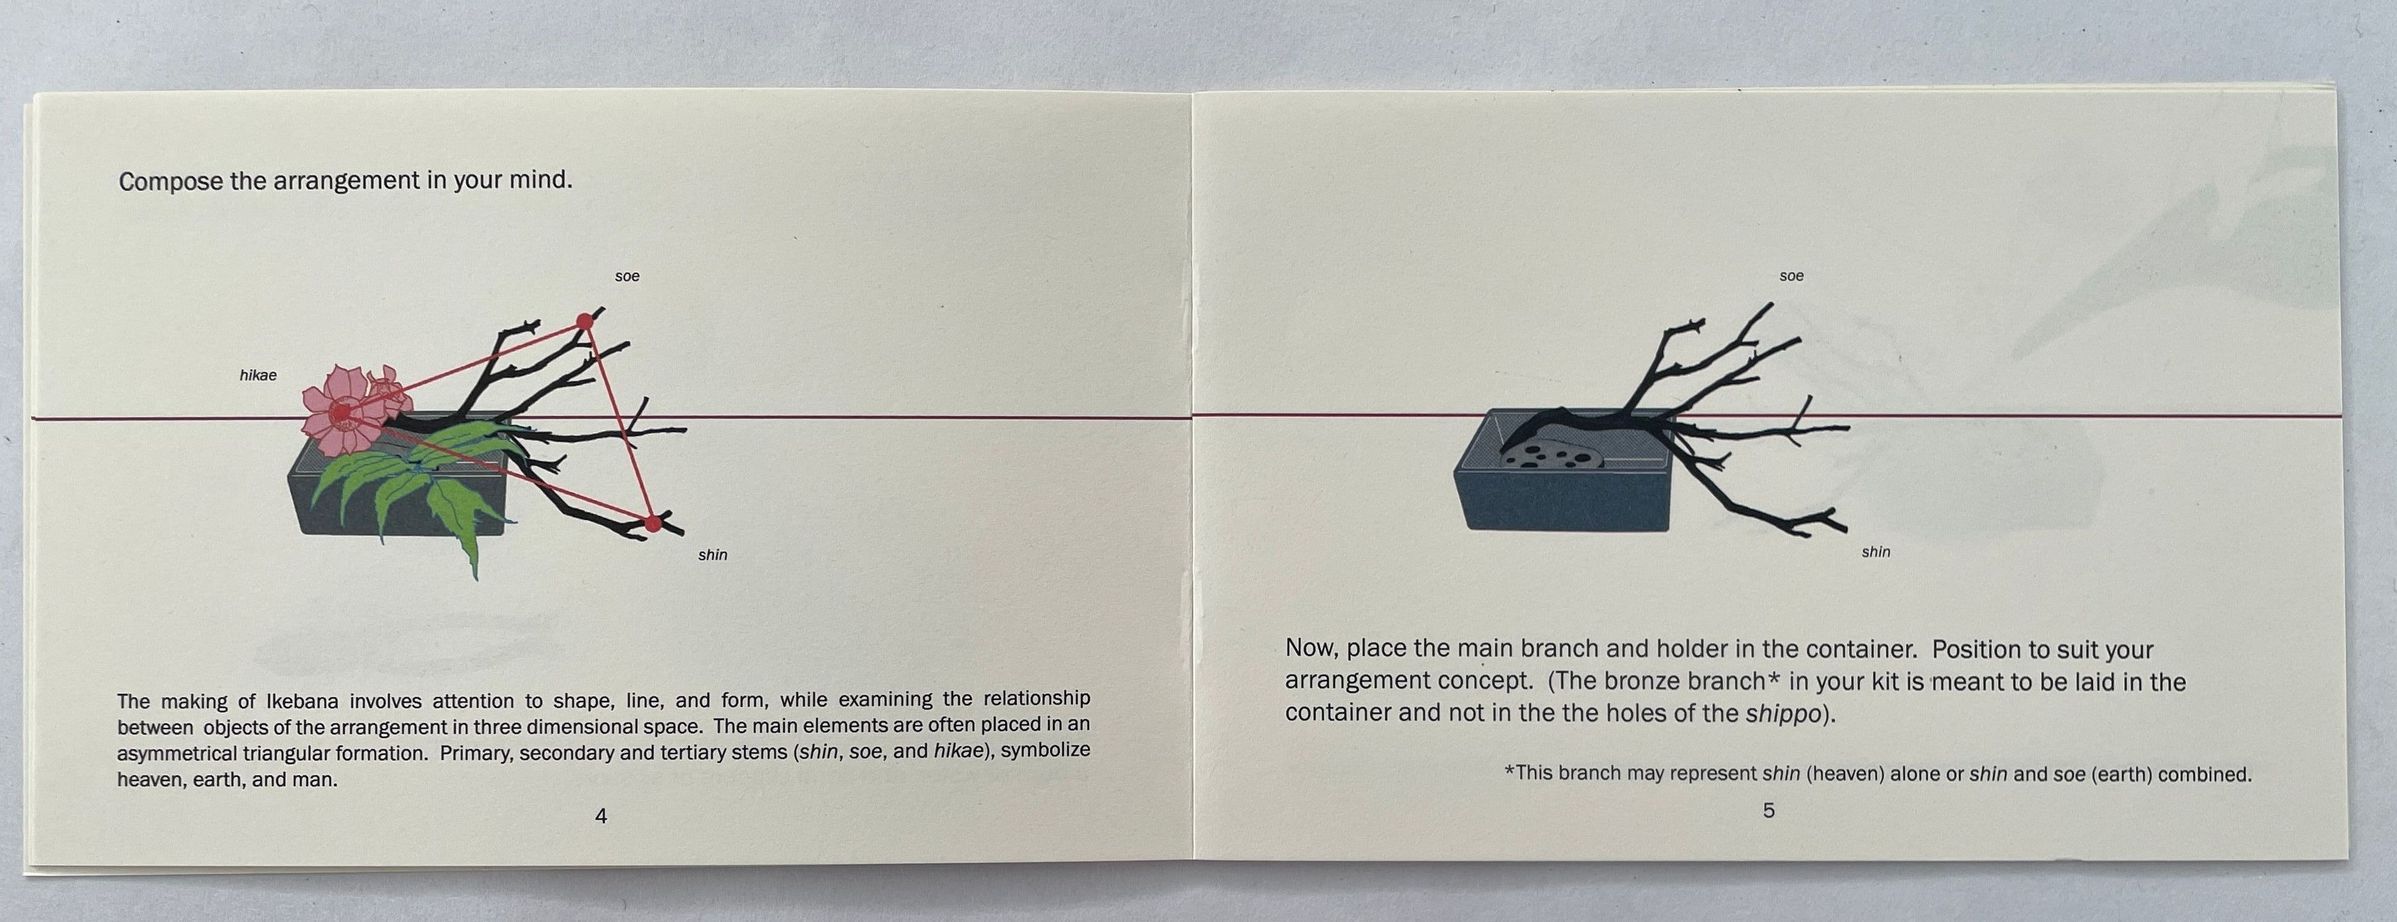 Compose the arrangement in your mind.
soe
hikae
shin
The making of Ikebana involves attention to shape, line, and form, while examining the relationship
between objects of the arrangement in three dimensional space. The main elements are often placed in an
asymmetrical triangular formation. Primary, secondary and tertiary stems (shin, soe, and hikae), symbolize
heaven, earth, and man.
4
soe
shin
Now, place the main branch and holder in the container. Position to suit your
arrangement concept. (The bronze branch* in your kit is meant to be laid in the
container and not in the the holes of the shippo).
*This branch may represent shin (heaven) alone or shin and soe (earth) combined.
5